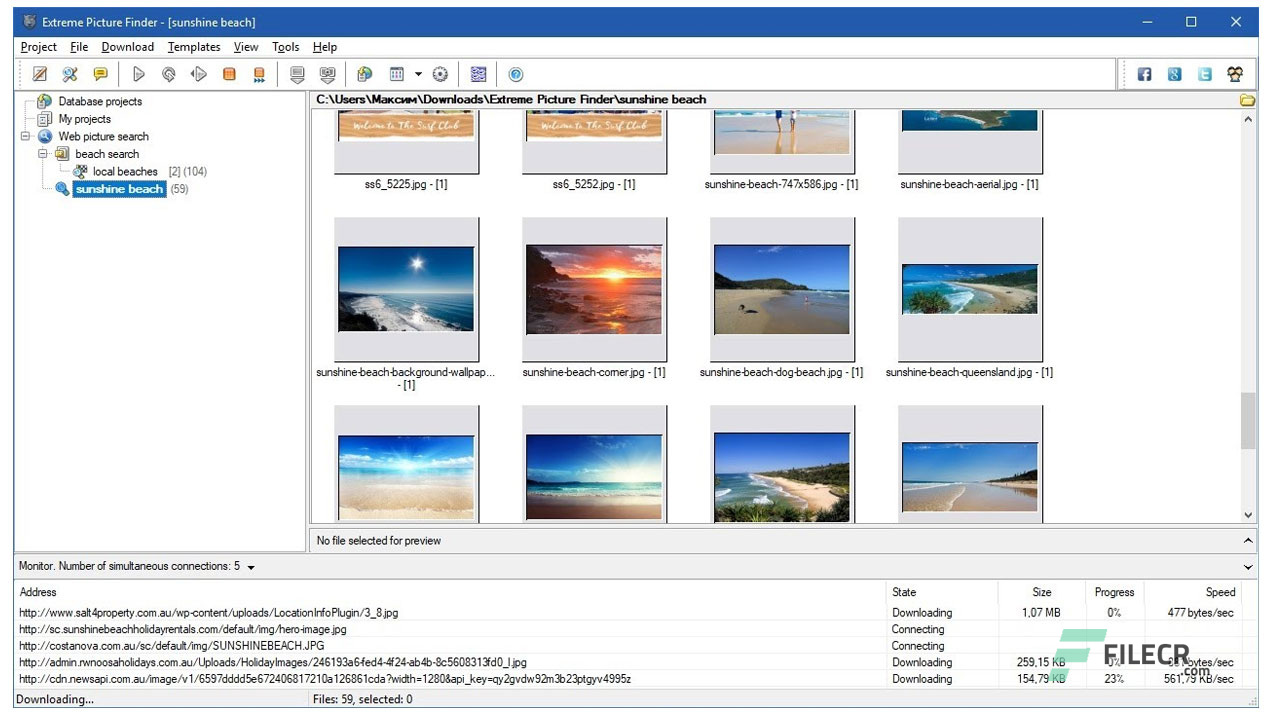 Extreme Picture Finder - [sunshine beach]
Project File Download Templates View Tools Help
Database projects
My projects
Web picture search
beach search
local beaches [2] (104)
sunshine beach (59)
C:\Users\Максим\Downloads\Extreme Picture Finder\sunshine beach
Welcome to The Surf Club Welcome to The Surf Club
ss6_5225.jpg - [1] ss6_5252.jpg - [1] sunshine-beach-747x586.jpg - [1] sunshine-beach-aerial.jpg - [1]
sunshine-beach-background-wallpap... - [1] sunshine-beach-corner.jpg - [1] sunshine-beach-dog-beach.jpg - [1] sunshine-beach-queensland.jpg - [1]
No file selected for preview
Monitor. Number of simultaneous connections: 5
Address State Size Progress Speed
http://www.salt4property.com.au/wp-content/uploads/LocationInfoPlugin/3_8.jpg Downloading 1,07 MB 0% 477 bytes/sec
http://sc.sunshinebeachholidayrentals.com/default/img/hero-image.jpg Connecting
http://costanova.com.au/sc/default/img/SUNSHINEBEACH.JPG Connecting
http://admin.rwnoosaholidays.com.au/Uploads/HolidayImages/246193a6fed4-4f24-ab4b-8c5608313fd0_l.jpg Downloading 259,15 KB bytes/sec
http://cdn.newsapi.com.au/image/v1/6597dddd5e672406817210a126861cda?width=1280&api_key=qy2gvdw92m3b23ptgyv4995z Downloading 154,79 KB 23% 561,79 KB/sec
FILECR
.com
Downloading... Files: 59, selected: 0